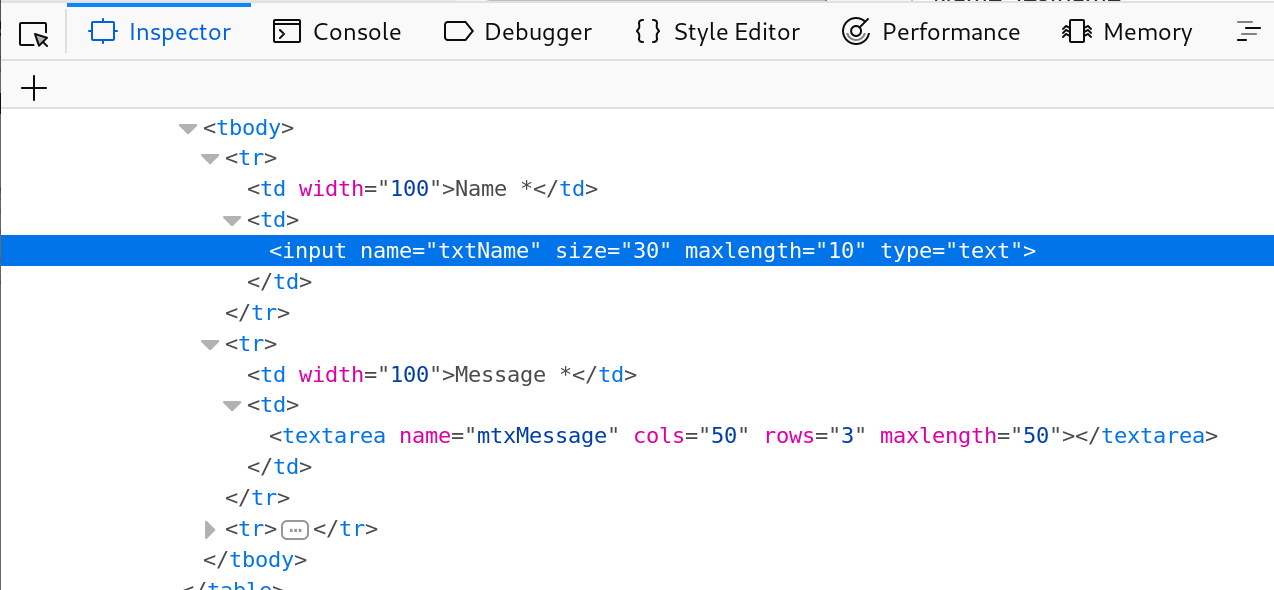 Inspector Console Debugger { } Style Editor Performance Memory
<tbody>
<tr>
<td width="100">Name *</td>
<td>
<input name="txtName" size="30" maxlength="10" type="text">
</td>
</tr>
<tr>
<td width="100">Message *</td>
<td>
<textarea name="mtxMessage" cols="50" rows="3" maxlength="50"></textarea>
</td>
</tr>
<tr>…</tr>
</tbody>
</table>